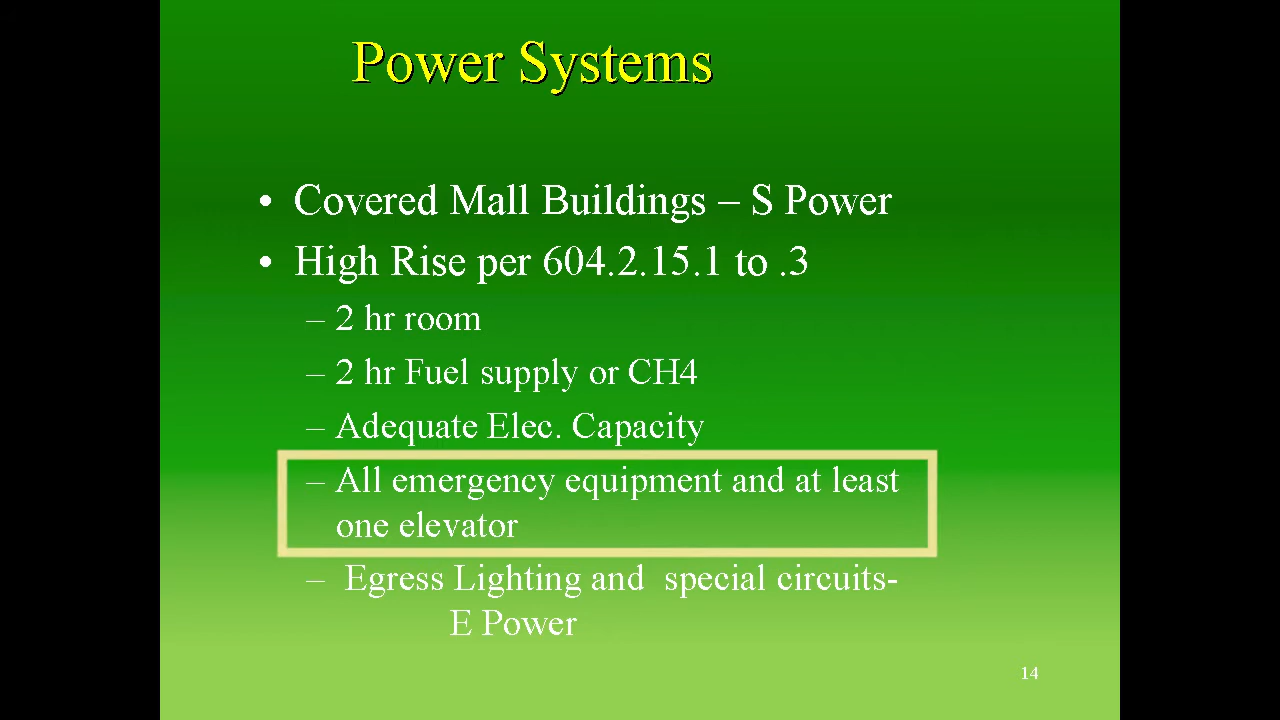 Power Systems
• Covered Mall Buildings – S Power
• High Rise per 604.2.15.1 to .3
– 2 hr room
– 2 hr Fuel supply or CH4
– Adequate Elec. Capacity
– All emergency equipment and at least
one elevator
– Egress Lighting and special circuits-
E Power
14